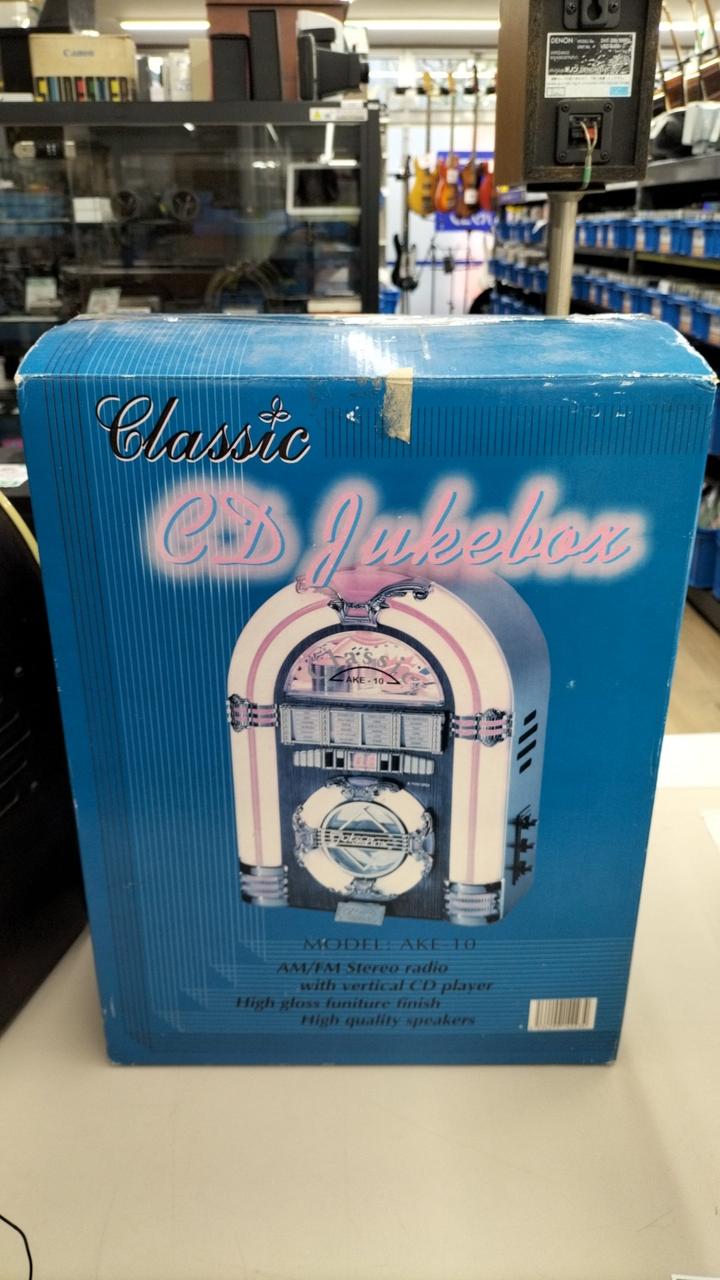 Canon
DENON
Classic
CD Jukebox
Classic
AKE - 10
MODEL: AKE-10
AM/FM Stereo radio
with vertical CD player
High gloss funiture finish
High quality speakers